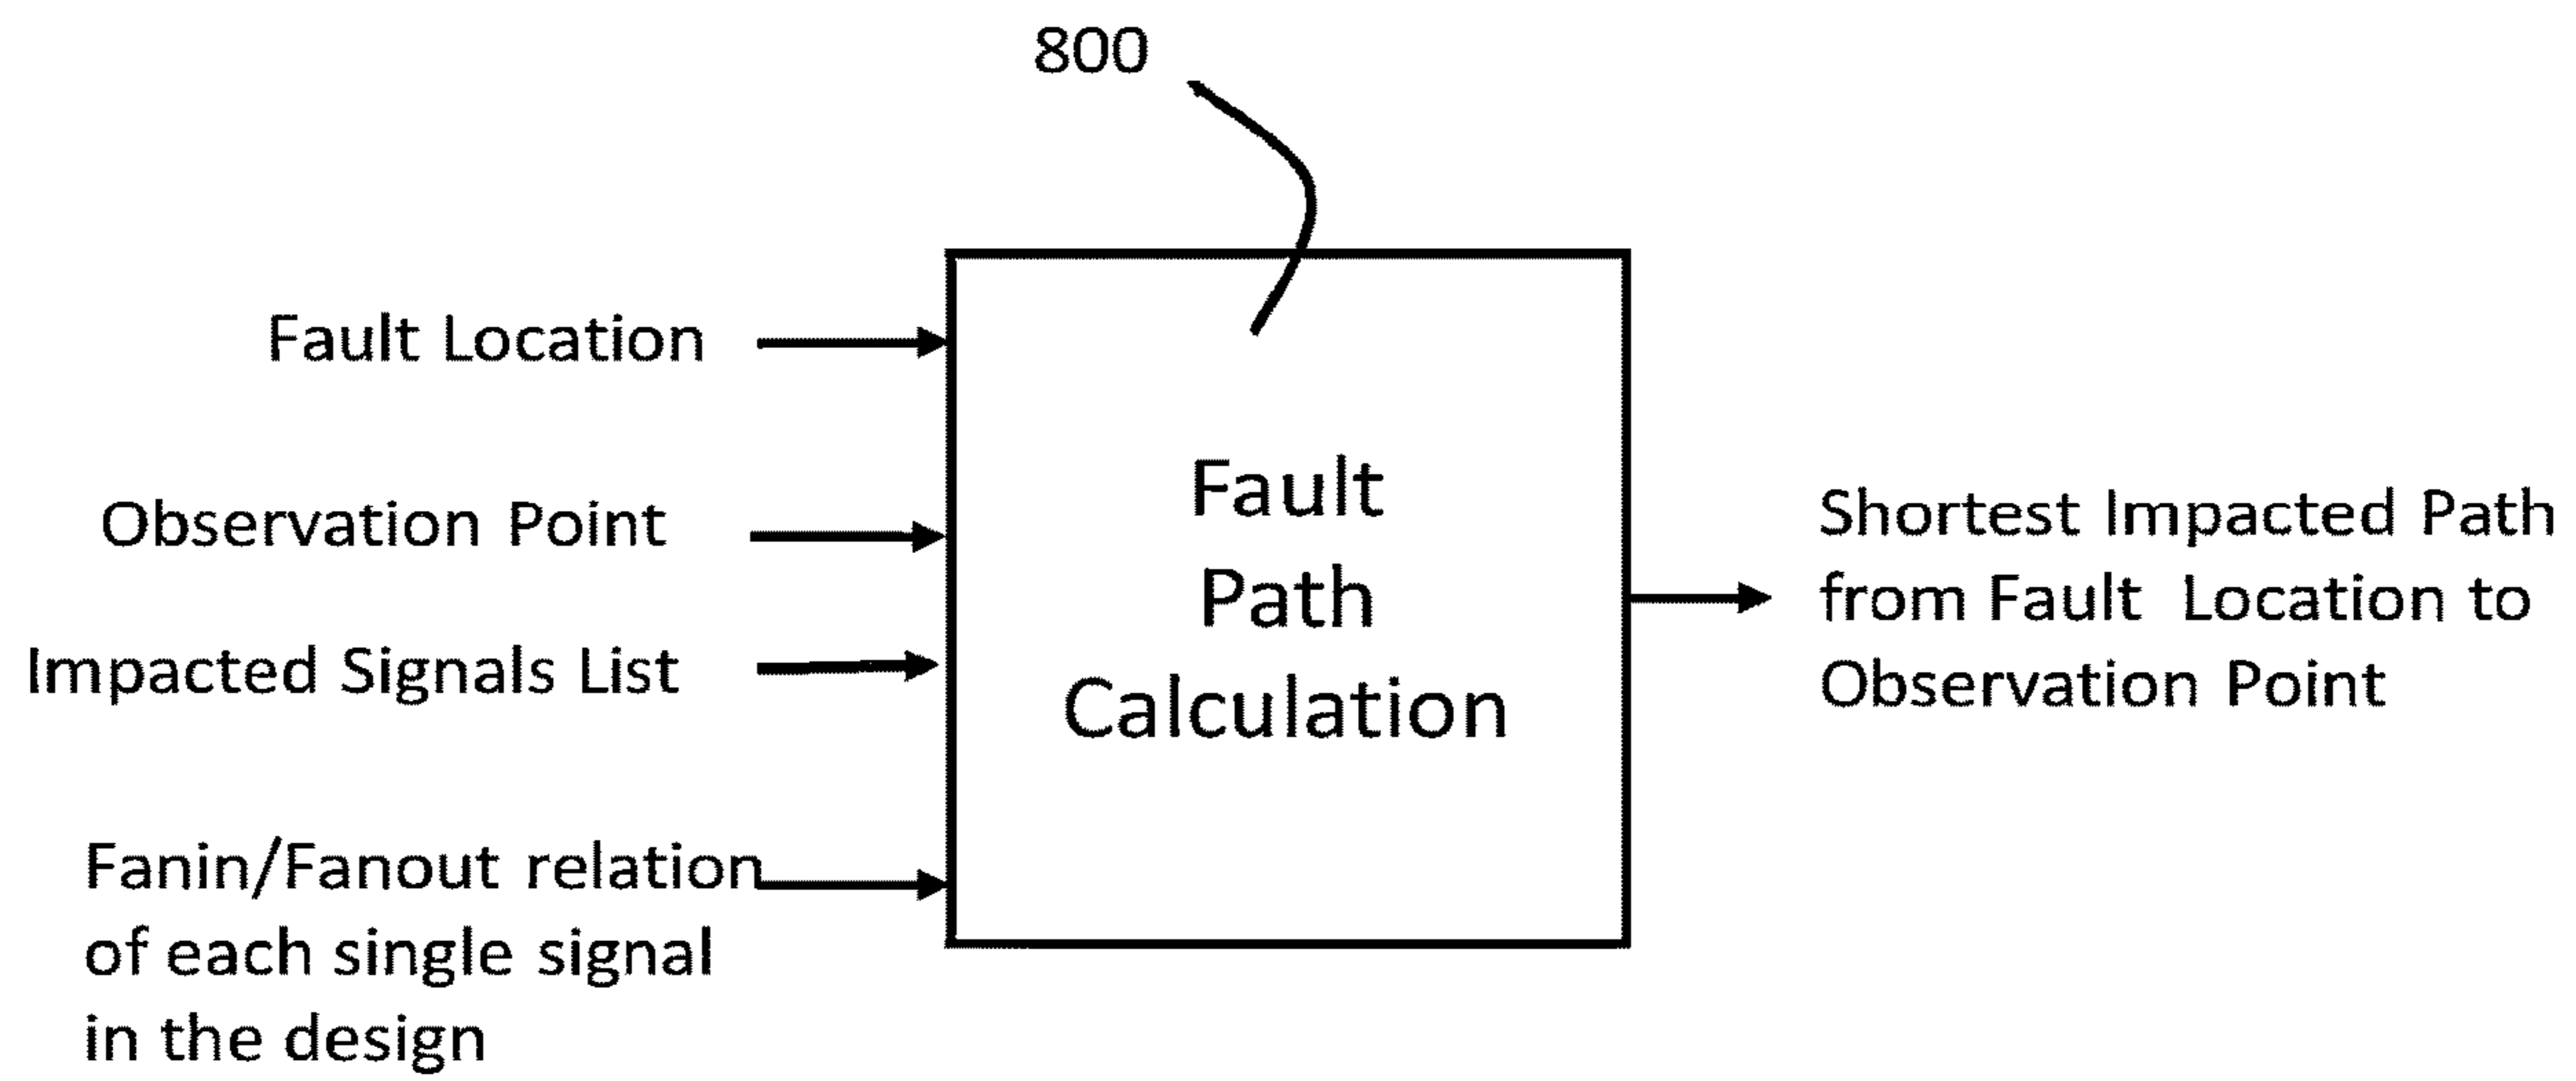 800
Fault Location
Observation Point
Impacted Signals List
Fanin/Fanout relation
of each single signal
in the design
Fault
Path
Calculation
Shortest Impacted Path
from Fault Location to
Observation Point